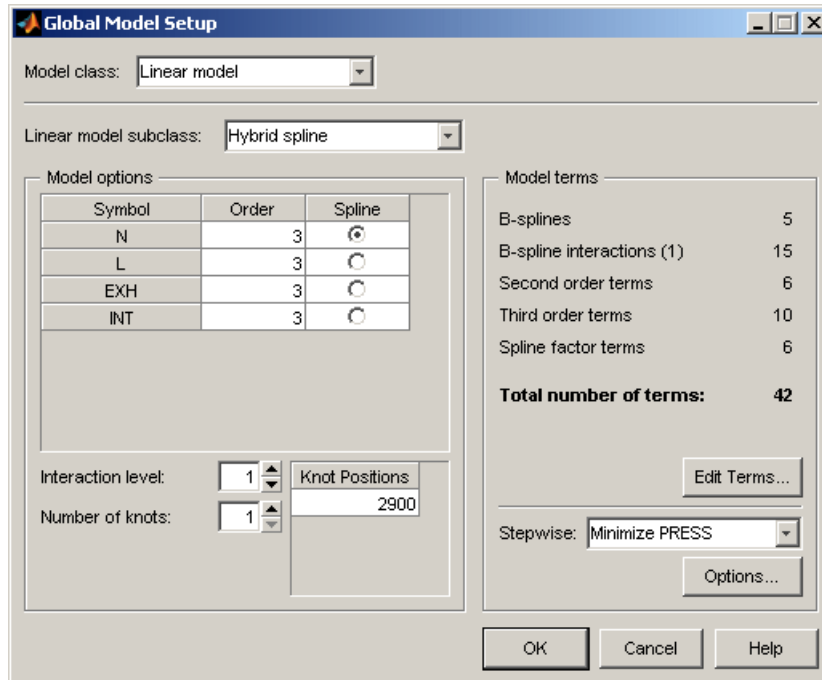 Global Model Setup
Model class: Linear model
Linear model subclass: Hybrid spline
Model options
Symbol Order Spline
N 3
L 3
EXH 3
INT 3
Interaction level: 1
Number of knots: 1
Knot Positions
2900
Model terms
B-splines 5
B-spline interactions (1) 15
Second order terms 6
Third order terms 10
Spline factor terms 6
Total number of terms: 42
Edit Terms...
Stepwise: Minimize PRESS
Options...
OK Cancel Help